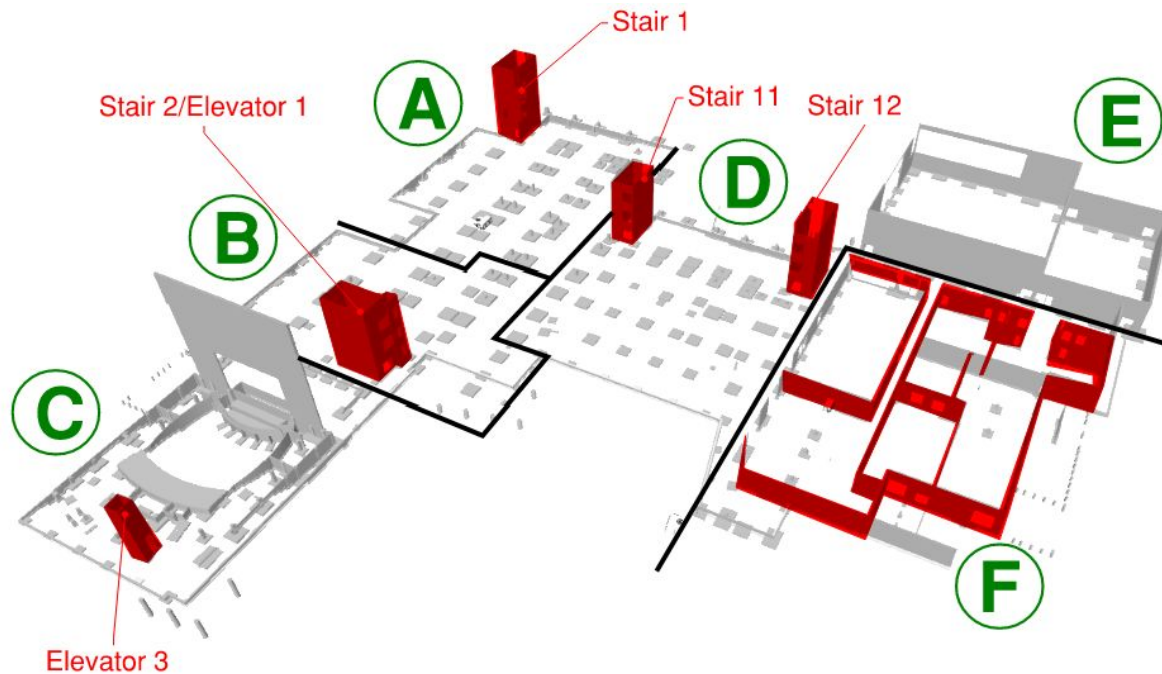 Stair 1
A
Stair 2/Elevator 1
Stair 11
Stair 12
E
D
B
C
F
Elevator 3